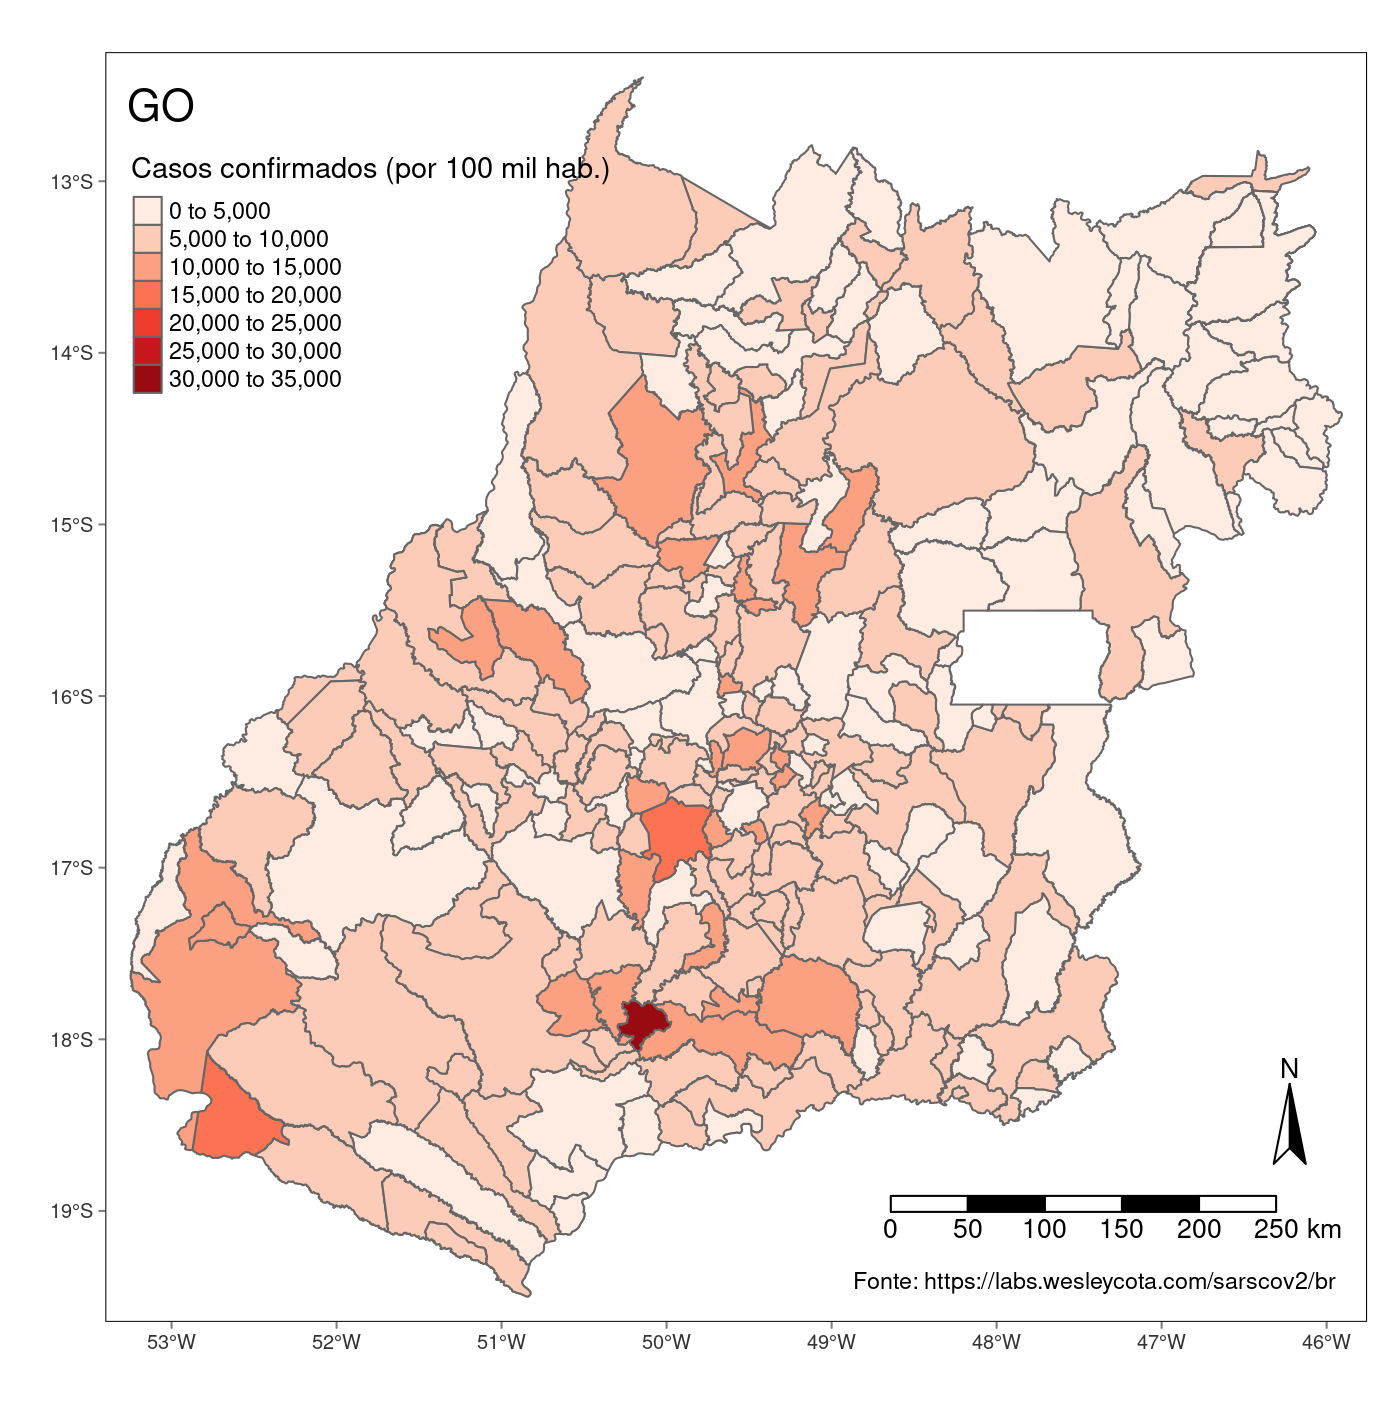 GO
Casos confirmados (por 100 mil hab.)
0 to 5,000
5,000 to 10,000
10,000 to 15,000
15,000 to 20,000
20,000 to 25,000
25,000 to 30,000
30,000 to 35,000
13°S
14°S
15°S
16°S
17°S
18°S
19°S
N
0 50 100 150 200 250 km
Fonte: https://labs.wesleycota.com/sarscov2/br
53°W 52°W 51°W 50°W 49°W 48°W 47°W 46°W